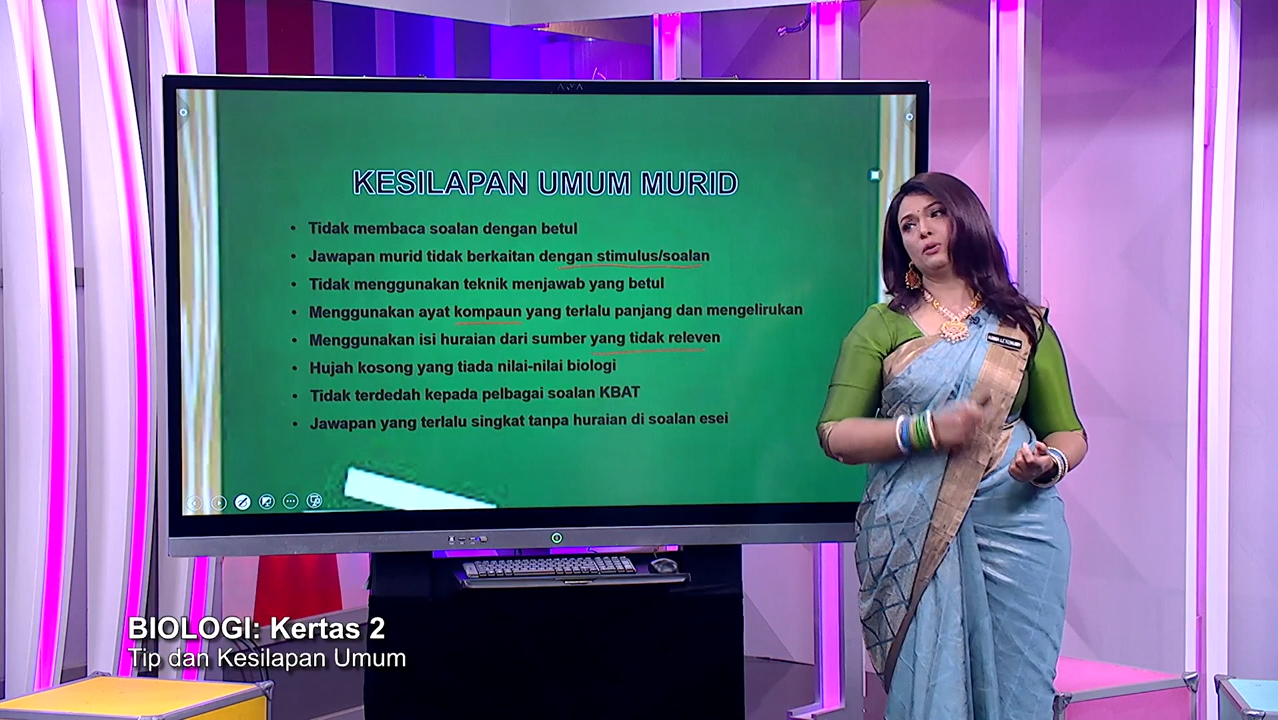 KESILAPAN UMUM MURID
• Tidak membaca soalan dengan betul
• Jawapan murid tidak berkaitan dengan stimulus/soalan
• Tidak menggunakan teknik menjawab yang betul
• Menggunakan ayat kompaun yang terlalu panjang dan mengelirukan
• Menggunakan isi huraian dari sumber yang tidak releven
• Hujah kosong yang tiada nilai-nilai biologi
• Tidak terdedah kepada pelbagai soalan KBAT
• Jawapan yang terlalu singkat tanpa huraian di soalan esei
BIOLOGI: Kertas 2
Tip dan Kesilapan Umum